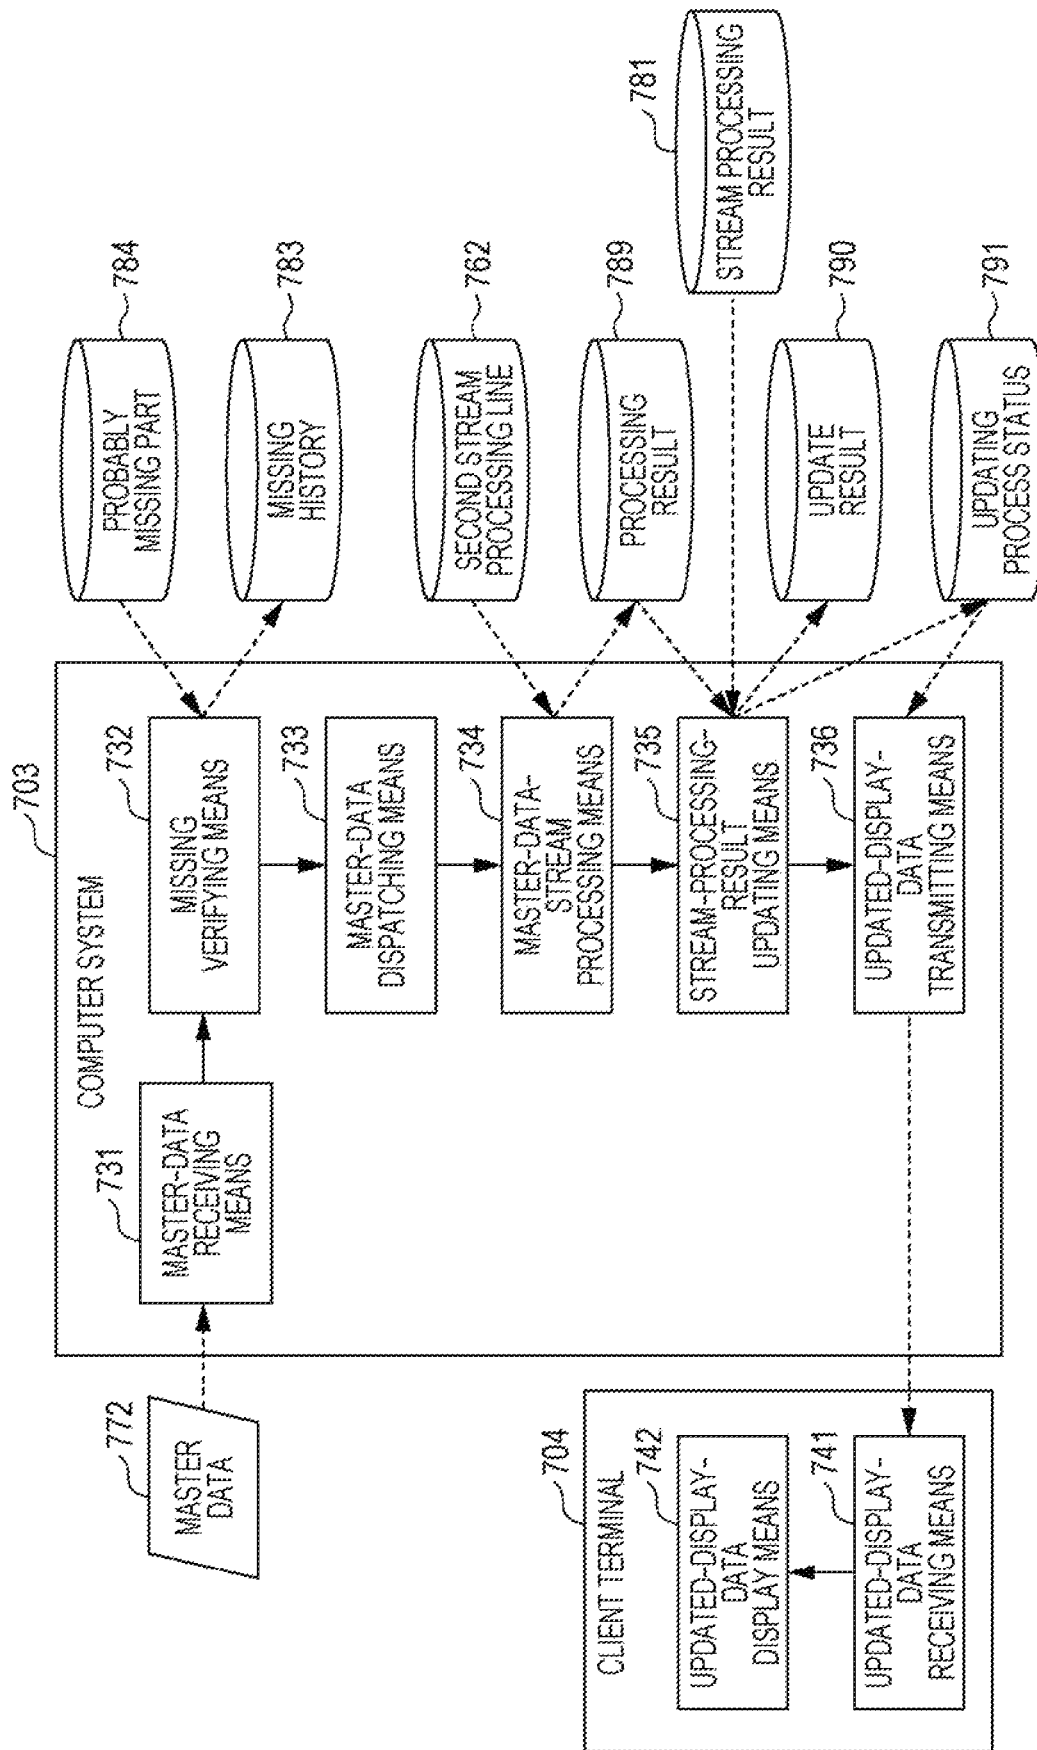 772
MASTER
DATA
703
COMPUTER SYSTEM
731
MASTER-DATA
RECEIVING
MEANS
732
MISSING
VERIFYING MEANS
733
MASTER-DATA
DISPATCHING MEANS
734
MASTER-DATA-
STREAM
PROCESSING MEANS
735
STREAM-PROCESSING-
RESULT
UPDATING MEANS
736
UPDATED-DISPLAY-
DATA
TRANSMITTING MEANS
784
PROBABLY
MISSING PART
783
MISSING
HISTORY
762
SECOND STREAM
PROCESSING LINE
789
PROCESSING
RESULT
781
STREAM PROCESSING
RESULT
790
UPDATE
RESULT
791
UPDATING
PROCESS STATUS
704
CLIENT TERMINAL
742
UPDATED-DISPLAY-
DATA
DISPLAY MEANS
741
UPDATED-DISPLAY-
DATA
RECEIVING MEANS